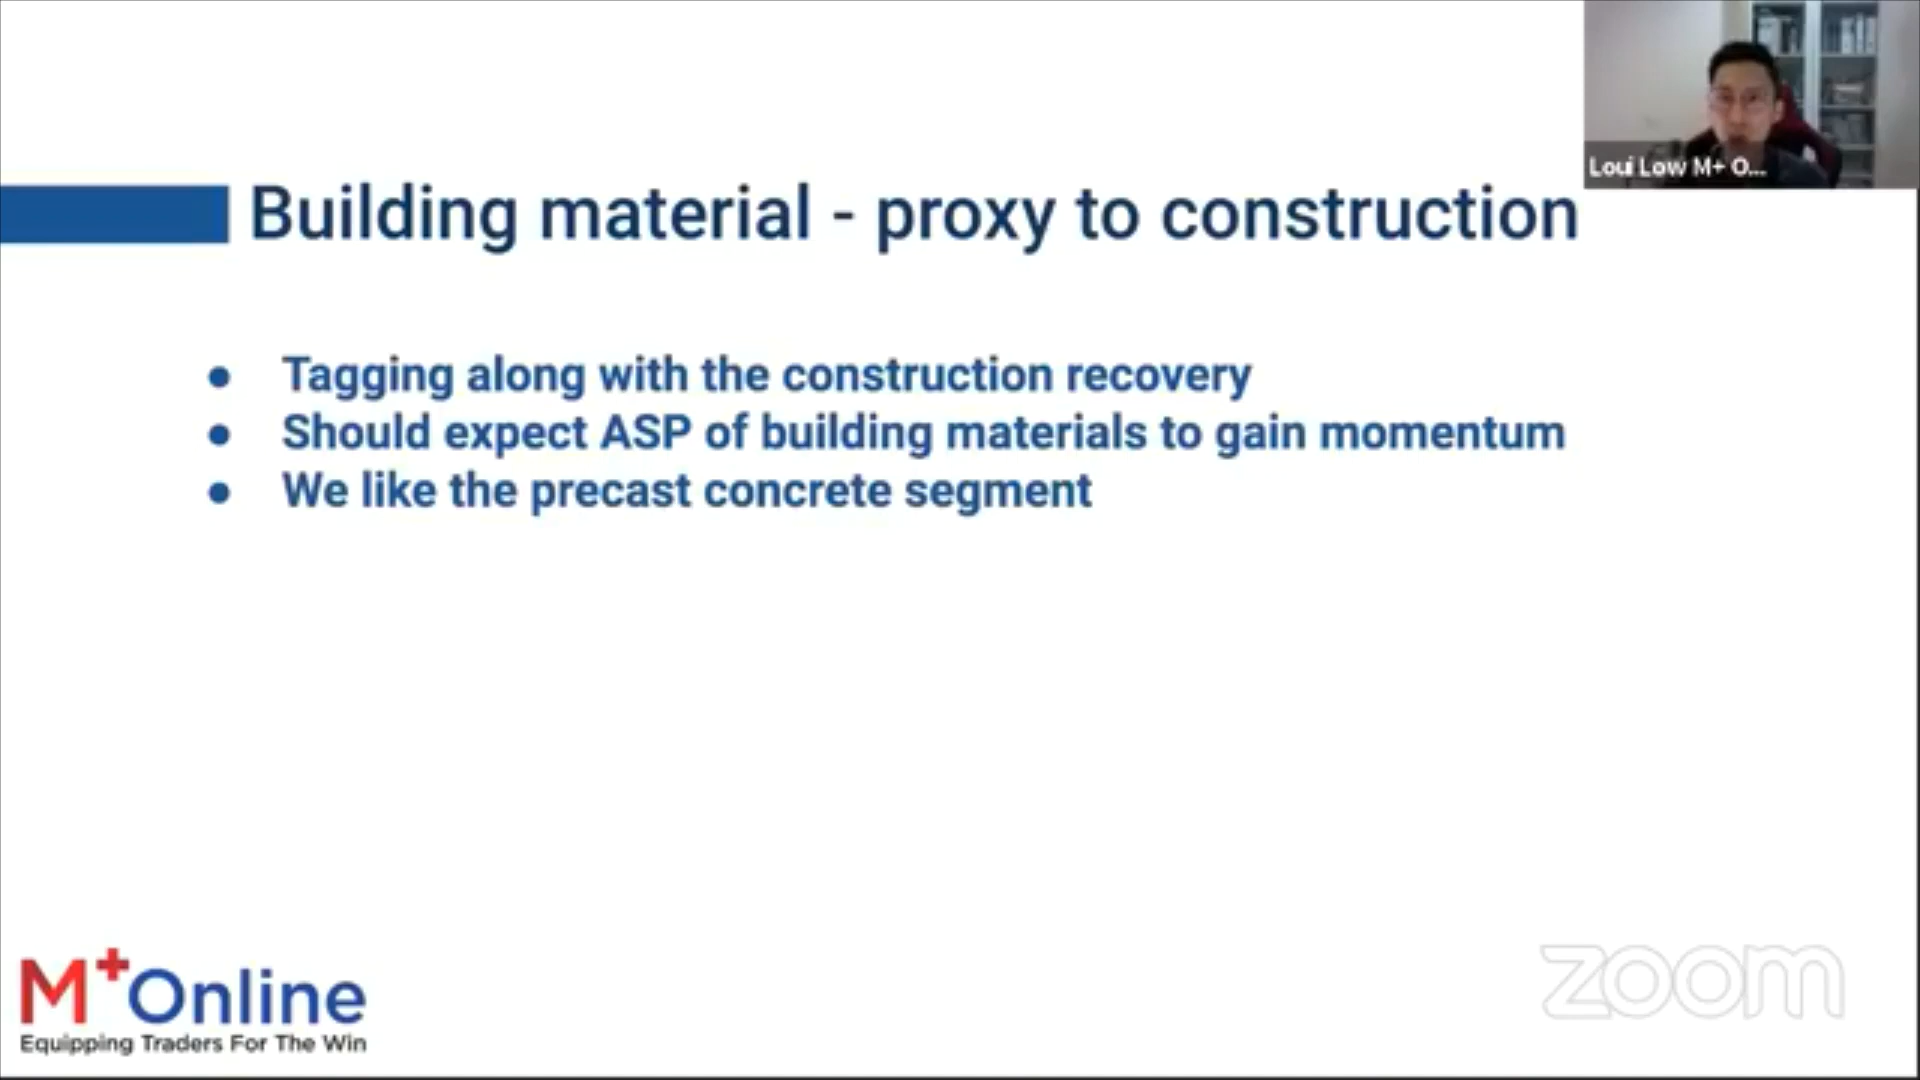 Loui Low M+ O...
Building material - proxy to construction
● Tagging along with the construction recovery
● Should expect ASP of building materials to gain momentum
● We like the precast concrete segment
M+Online
Equipping Traders For The Win
zoom